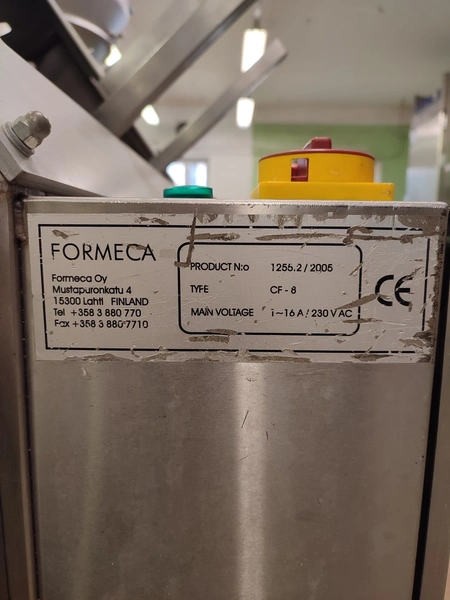 FORMECA
Formeca Oy
Mustapuronkatu 4
15300 Lahti FINLAND
Tel +358 3 880 770
Fax +358 3 880 7710
PRODUCT N:o 1256.2 / 2005
TYPE CF - 8
MAIN VOLTAGE 1~16 A / 230 V AC
CE